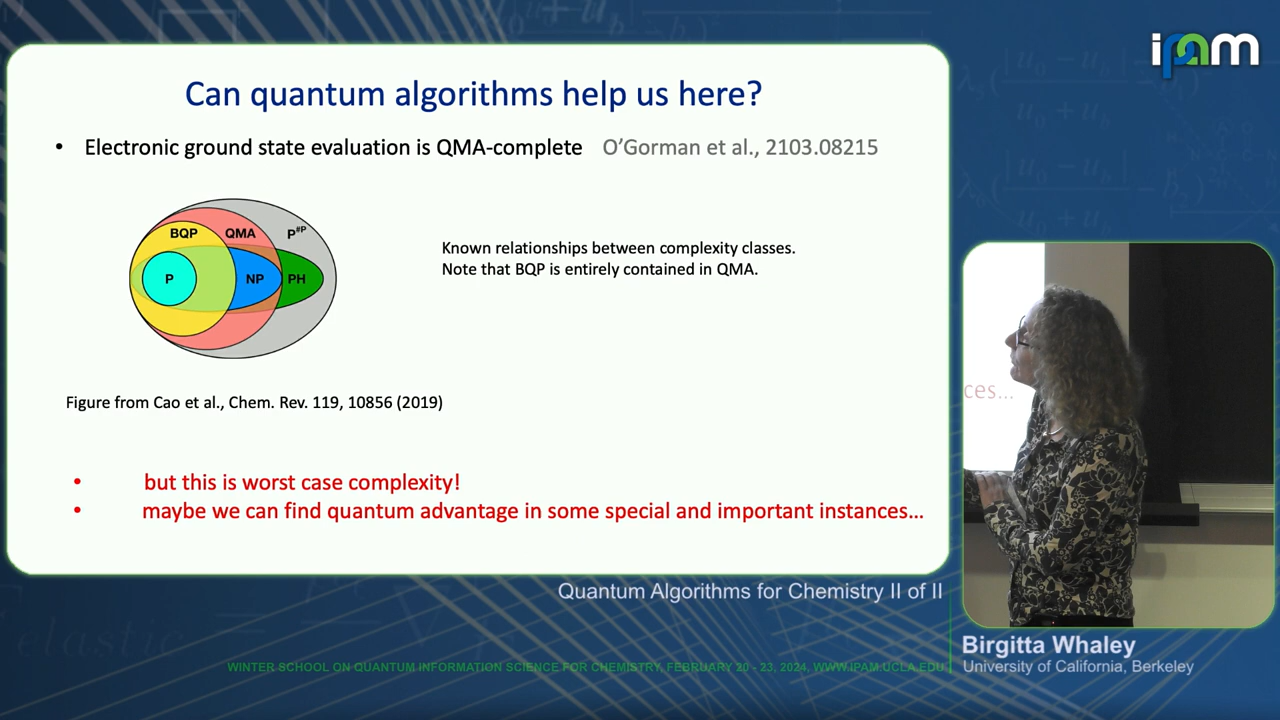 ipam
Can quantum algorithms help us here?
• Electronic ground state evaluation is QMA-complete O’Gorman et al., 2103.08215
BQP QMA P#P
P NP PH
Known relationships between complexity classes.
Note that BQP is entirely contained in QMA.
Figure from Cao et al., Chem. Rev. 119, 10856 (2019)
• but this is worst case complexity!
• maybe we can find quantum advantage in some special and important instances...
ces...
Quantum Algorithms for Chemistry II of II
Birgitta Whaley
University of California, Berkeley
WINTER SCHOOL ON QUANTUM INFORMATION SCIENCE FOR CHEMISTRY, FEBRUARY 20 - 23, 2024, WWW.IPAM.UCLA.EDU
elastic